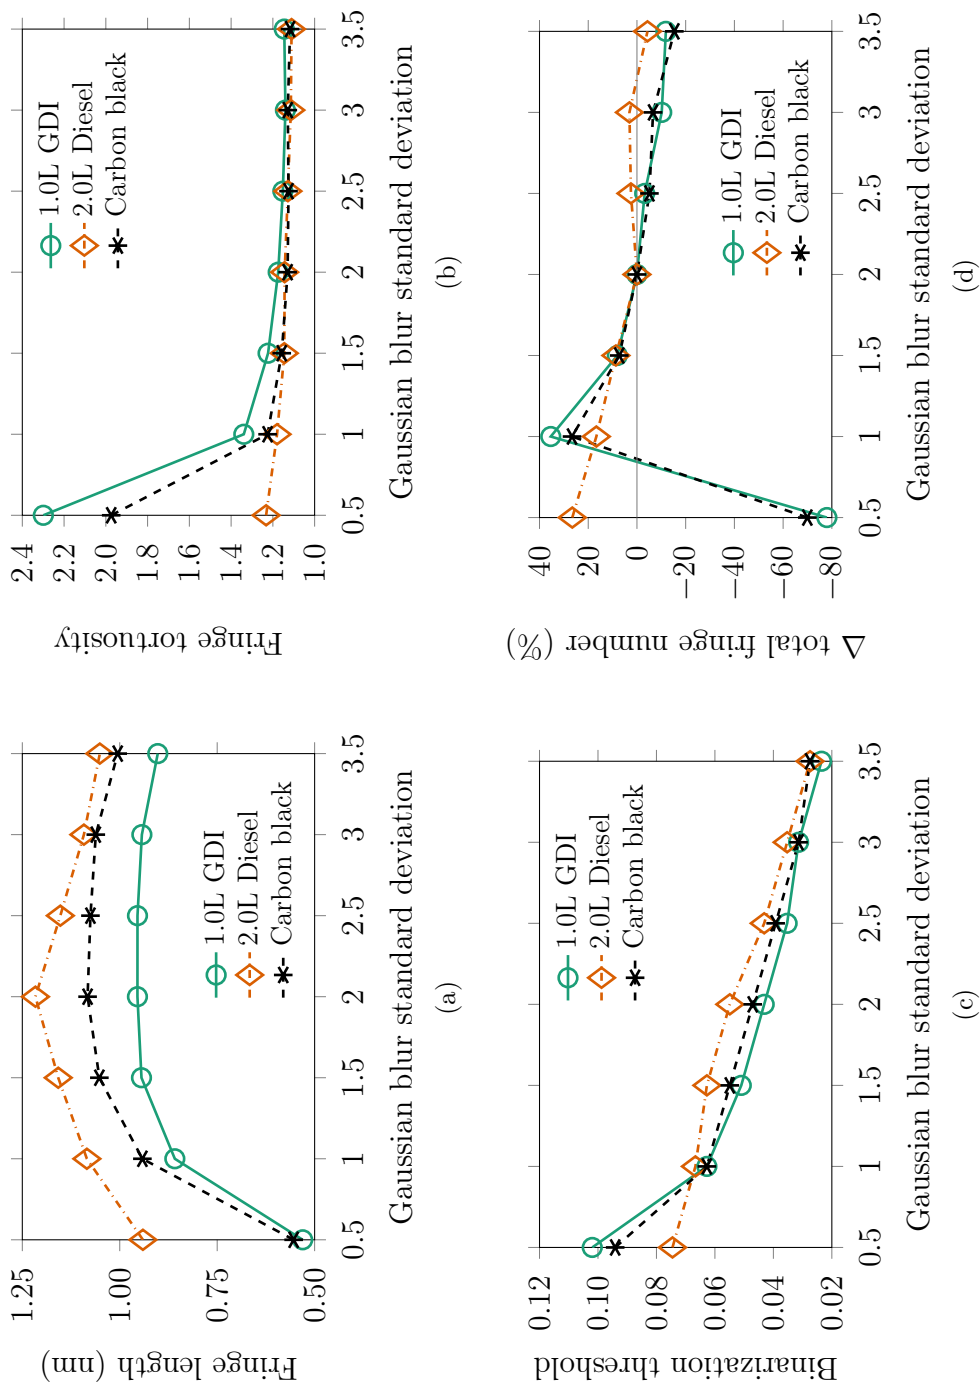 Fringe length (nm)
1.25
1.00
0.75
0.50
0.5 1 1.5 2 2.5 3 3.5
1.0L GDI
2.0L Diesel
Carbon black
Gaussian blur standard deviation
(a)
Fringe tortuosity
2.4
2.2
2.0
1.8
1.6
1.4
1.2
1.0
0.5 1 1.5 2 2.5 3 3.5
1.0L GDI
2.0L Diesel
Carbon black
Gaussian blur standard deviation
(b)
Binarization threshold
0.12
0.10
0.08
0.06
0.04
0.02
0.5 1 1.5 2 2.5 3 3.5
1.0L GDI
2.0L Diesel
Carbon black
Gaussian blur standard deviation
(c)
Δ total fringe number (%)
40
20
0
−20
−40
−60
−80
0.5 1 1.5 2 2.5 3 3.5
1.0L GDI
2.0L Diesel
Carbon black
Gaussian blur standard deviation
(d)